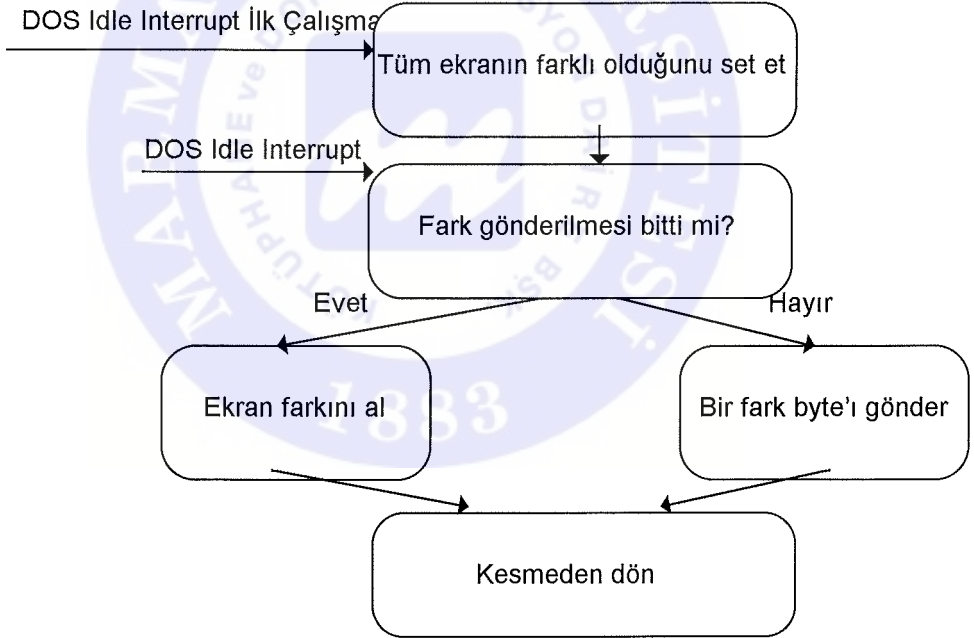 DOS Idle Interrupt İlk Çalışma
Tüm ekranın farklı olduğunu set et
DOS Idle Interrupt
Fark gönderilmesi bitti mi?
Evet
Hayır
Ekran farkını al
Bir fark byte'ı gönder
Kesmeden dön
1883